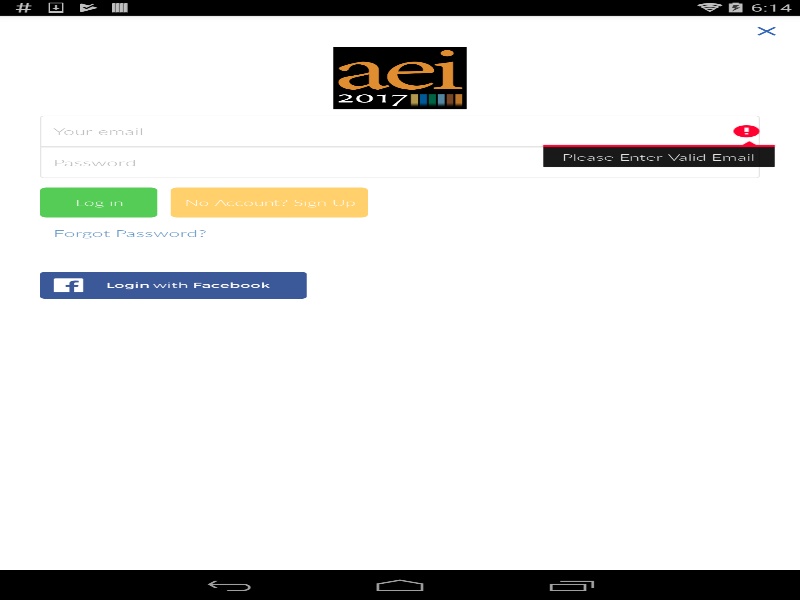 6:14
aei
2017
Your email
Please Enter Valid Email
Password
Log in
No Account? Sign Up
Forgot Password?
Login with Facebook